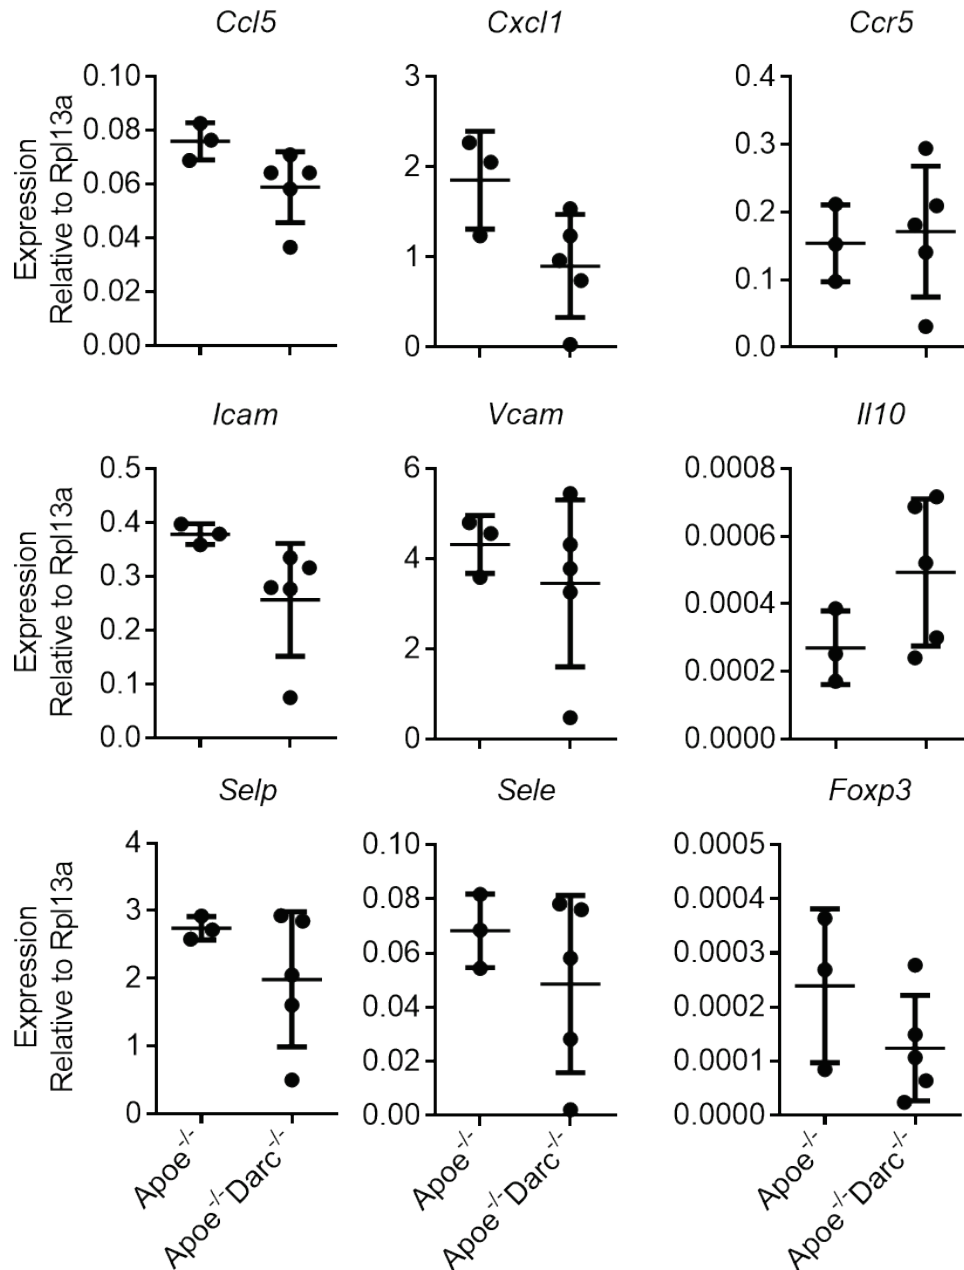 Ccl5
Cxcl1
Ccr5
Expression
Relative to Rpl13a
0.10
0.08
0.06
0.04
0.02
0.00
3
2
1
0
0.4
0.3
0.2
0.1
0.0
Icam
Vcam
Il10
Expression
Relative to Rpl13a
0.5
0.4
0.3
0.2
0.1
0.0
6
4
2
0
0.0008
0.0006
0.0004
0.0002
0.0000
Selp
Sele
Foxp3
Expression
Relative to Rpl13a
4
3
2
1
0
0.10
0.08
0.06
0.04
0.02
0.00
0.0005
0.0004
0.0003
0.0002
0.0001
0.0000
Apoe⁻/⁻
Apoe⁻/⁻Darc⁻/⁻
Apoe⁻/⁻
Apoe⁻/⁻Darc⁻/⁻
Apoe⁻/⁻
Apoe⁻/⁻Darc⁻/⁻